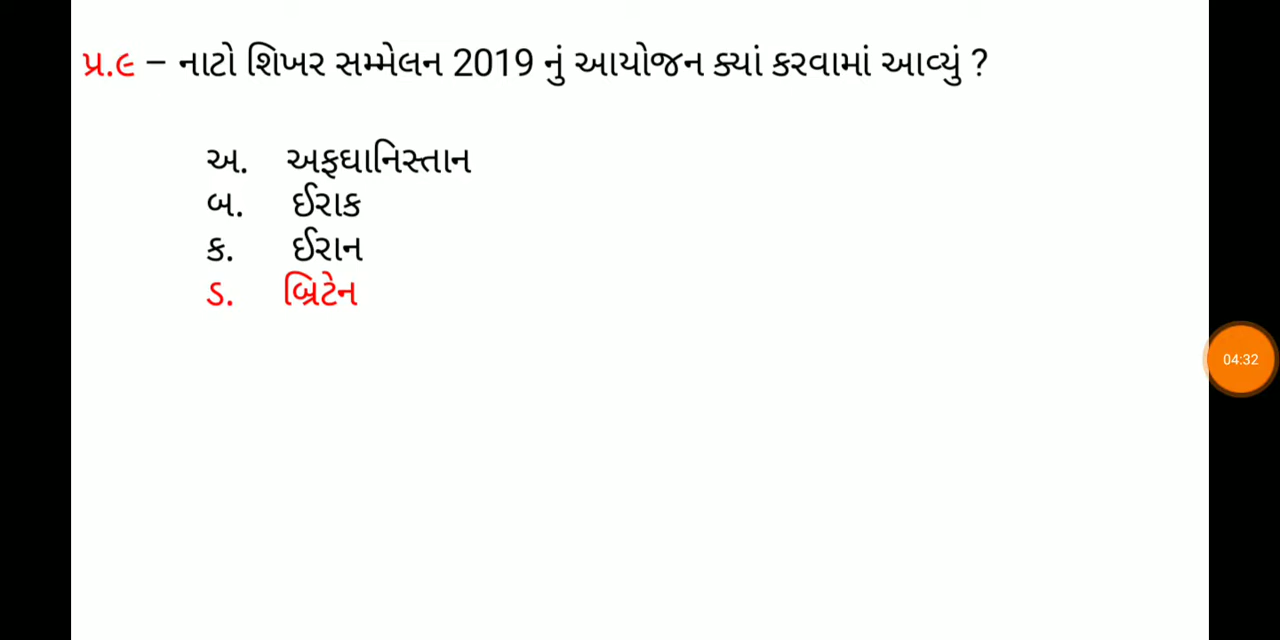 પ્ર.૯ – નાટો શિખર સમ્મેલન 2019 નું આયોજન ક્યાં કરવામાં આવ્યું ?
અ. અફઘાનિસ્તાન
બ. ઈરાક
ક. ઈરાન
ડ. બ્રિટેન
04:32